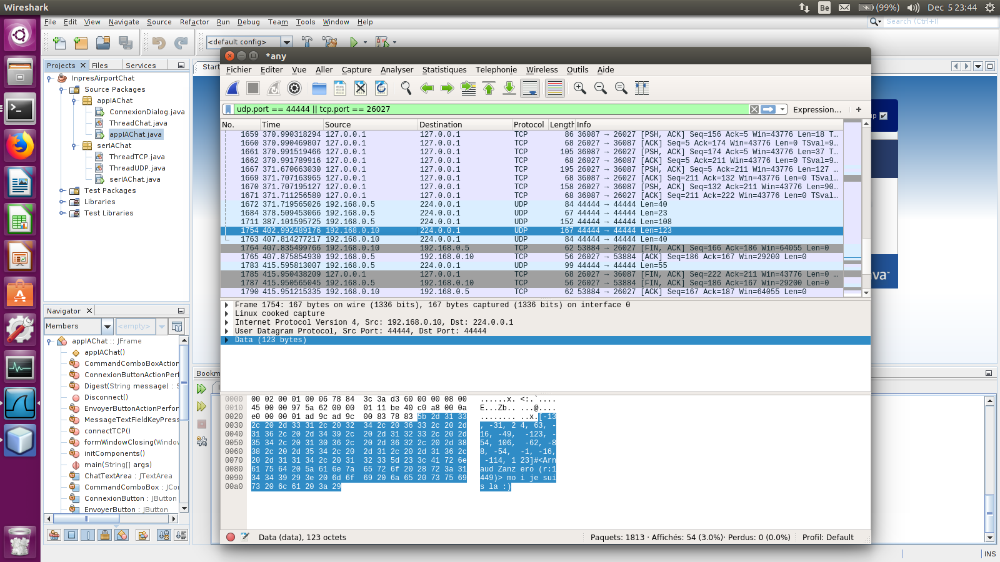 Wireshark
Be
(99%)
Dec 5 23:44
File Edit View Navigate Source Refactor Run Debug Team Tools Window Help
Search (Ctrl+I)
<default config>
Projects Files Services
InpresAirportChat
Source Packages
appIAChat
ConnexionDialog.java
ThreadChat.java
appIAChat.java
serIAChat
ThreadTCP.java
ThreadUDP.java
serIAChat.java
Test Packages
Libraries
Test Libraries
Navigator
Members
<empty>
appIAChat :: JFrame
appIAChat()
CommandComboBoxAction
ConnexionButtonActionPerf
Digest(String message) : S
Disconnect()
EnvoyerButtonActionPerfor
MessageTextFieldKeyPress
connectTCP()
formWindowClosing(Windo
initComponents()
main(String[] args)
ChatTextArea : JTextArea
CommandComboBox : JCo
ConnexionButton : JButton
EnvoyerButton : JButton
Start
Bookm
*any
Fichier Editer Vue Aller Capture Analyser Statistiques Telephonie Wireless Outils Aide
udp.port == 44444 || tcp.port == 26027
Expression... +
No. Time Source Destination Protocol Length Info
1659 370.990318294 127.0.0.1 127.0.0.1 TCP 86 36087 → 26027 [PSH, ACK] Seq=156 Ack=5 Win=43776 Len=18 T…
1660 370.990469807 127.0.0.1 127.0.0.1 TCP 68 26027 → 36087 [ACK] Seq=5 Ack=174 Win=43776 Len=0 TSval=9…
1661 370.991519466 127.0.0.1 127.0.0.1 TCP 105 36087 → 26027 [PSH, ACK] Seq=174 Ack=5 Win=43776 Len=37 T…
1662 370.991789916 127.0.0.1 127.0.0.1 TCP 68 26027 → 36087 [ACK] Seq=5 Ack=211 Win=43776 Len=0 TSval=9…
1667 371.670663030 127.0.0.1 127.0.0.1 TCP 195 26027 → 36087 [PSH, ACK] Seq=5 Ack=211 Win=43776 Len=127 …
1669 371.707163965 127.0.0.1 127.0.0.1 TCP 68 36087 → 26027 [ACK] Seq=211 Ack=132 Win=43776 Len=0 TSval…
1670 371.707195127 127.0.0.1 127.0.0.1 TCP 158 26027 → 36087 [PSH, ACK] Seq=132 Ack=211 Win=43776 Len=90…
1671 371.711256580 127.0.0.1 127.0.0.1 TCP 68 36087 → 26027 [ACK] Seq=211 Ack=222 Win=43776 Len=0 TSval…
1672 371.719565026 192.168.0.5 224.0.0.1 UDP 84 44444 → 44444 Len=40
1684 378.509453066 192.168.0.5 224.0.0.1 UDP 67 44444 → 44444 Len=23
1711 387.101595725 192.168.0.5 224.0.0.1 UDP 152 44444 → 44444 Len=108
1754 402.992489176 192.168.0.10 224.0.0.1 UDP 167 44444 → 44444 Len=123
1763 407.814277217 192.168.0.10 224.0.0.1 UDP 84 44444 → 44444 Len=40
1764 407.835499766 192.168.0.10 192.168.0.5 TCP 62 53884 → 26027 [FIN, ACK] Seq=166 Ack=186 Win=64055 Len=0
1765 407.875854930 192.168.0.5 192.168.0.10 TCP 56 26027 → 53884 [ACK] Seq=186 Ack=167 Win=29200 Len=0
1783 415.595813007 192.168.0.5 224.0.0.1 UDP 99 44444 → 44444 Len=55
1785 415.950438209 127.0.0.1 127.0.0.1 TCP 68 26027 → 36087 [FIN, ACK] Seq=222 Ack=211 Win=43776 Len=0 …
1787 415.950565045 192.168.0.5 192.168.0.10 TCP 56 26027 → 53884 [FIN, ACK] Seq=186 Ack=167 Win=29200 Len=0
1790 415.951215335 192.168.0.10 192.168.0.5 TCP 62 53884 → 26027 [ACK] Seq=167 Ack=187 Win=64055 Len=0
Frame 1754: 167 bytes on wire (1336 bits), 167 bytes captured (1336 bits) on interface 0
Linux cooked capture
Internet Protocol Version 4, Src: 192.168.0.10, Dst: 224.0.0.1
User Datagram Protocol, Src Port: 44444, Dst Port: 44444
Data (123 bytes)
0000 00 02 00 01 00 06 78 84 3c 3a d3 60 00 00 08 00 ......x. <:.`....
0010 45 00 00 97 5a 62 00 00 01 11 be 40 c0 a8 00 0a E...Zb.. ...@....
0020 e0 00 00 01 ad 9c ad 9c 00 83 78 83 5b 2d 31 33 ........ ..x.[-13
0030 2c 20 2d 33 31 2c 20 32 34 2c 20 36 33 2c 20 2d , -31, 2 4, 63, -
0040 31 36 2c 20 2d 34 39 2c 20 2d 31 32 33 2c 20 2d 16, -49, -123, -
0050 35 34 2c 20 31 30 36 2c 20 2d 36 32 2c 20 2d 38 54, 106, -62, -8
0060 38 2c 20 2d 35 34 2c 20 2d 31 2c 20 2d 31 36 2c 8, -54, -1, -16,
0070 20 2d 31 31 34 2c 20 31 32 33 5d 23 3c 41 72 6e -114, 1 23]#<Arn
0080 61 75 64 20 5a 61 6e 7a 65 72 6f 20 28 72 3a 31 aud Zanz ero (r:1
0090 34 34 39 29 3e 20 6d 6f 69 20 6a 65 20 73 75 69 449)> mo i je sui
00a0 73 20 6c 61 20 3a 29 s la :)
Data (data), 123 octets
Paquets: 1813 · Affichés: 54 (3.0%)· Perdus: 0 (0.0%)
Profil: Default
INS